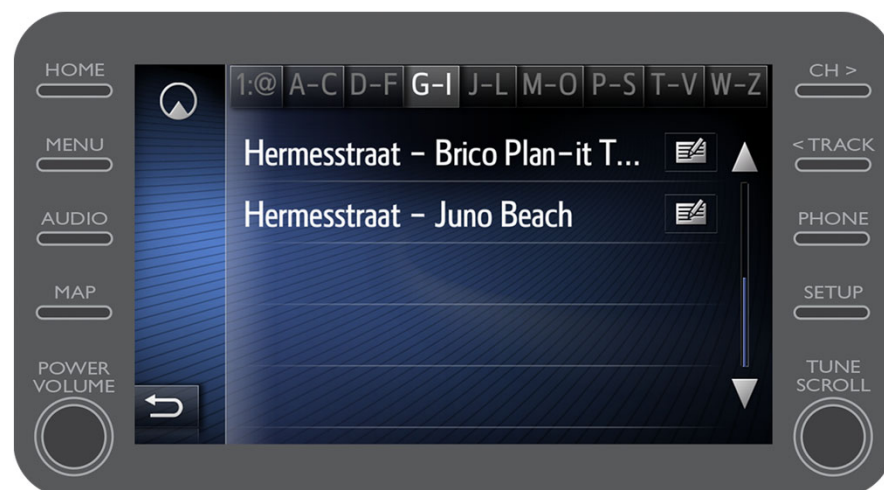 HOME
MENU
AUDIO
MAP
POWER
VOLUME
1:@ A-C D-F G-I J-L M-O P-S T-V W-Z
Hermesstraat - Brico Plan-it T...
Hermesstraat - Juno Beach
CH >
< TRACK
PHONE
SETUP
TUNE
SCROLL